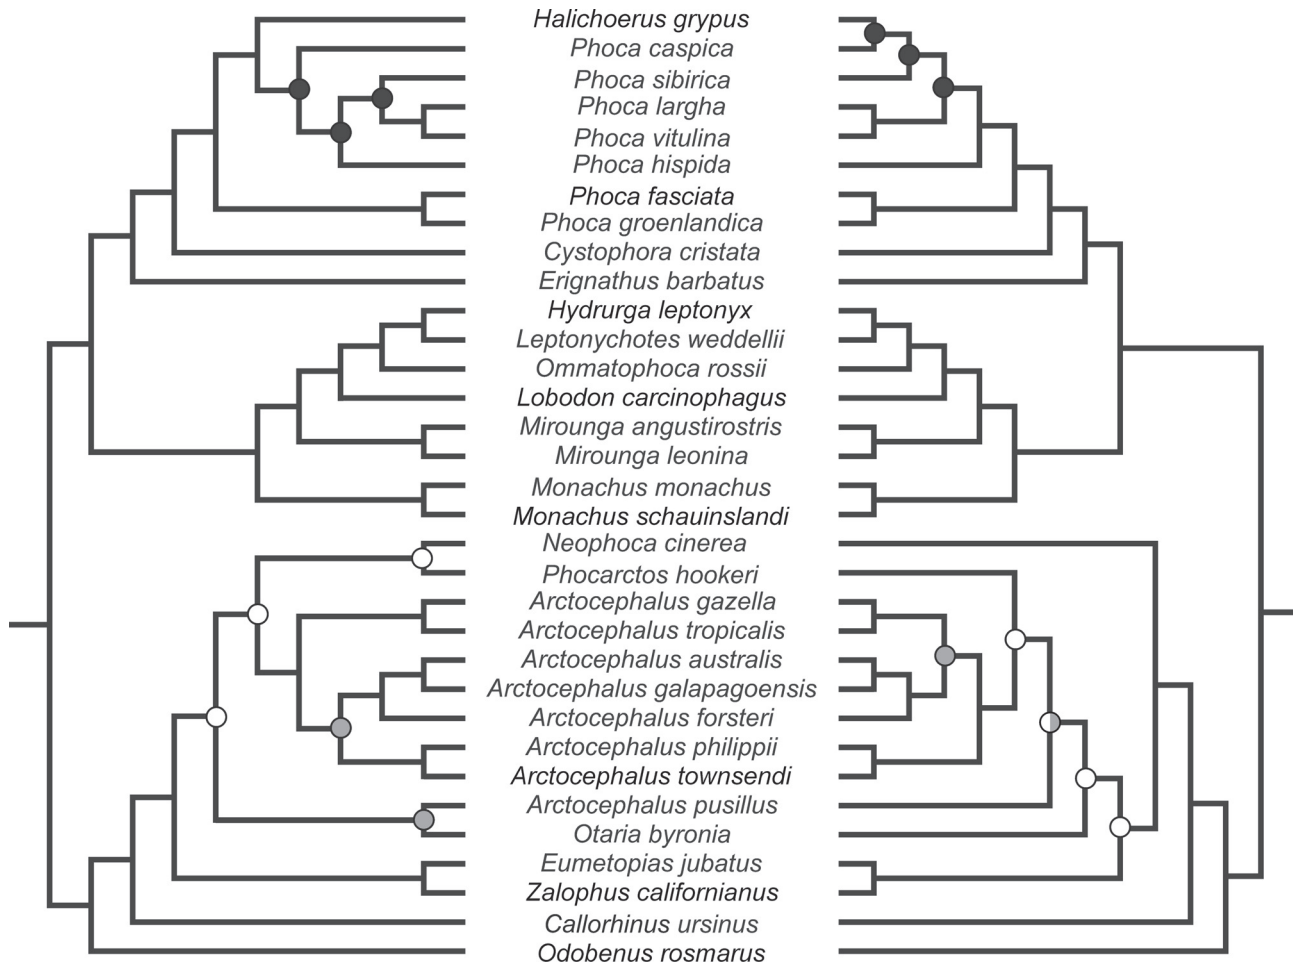 Halichoerus grypus
Phoca caspica
Phoca sibirica
Phoca largha
Phoca vitulina
Phoca hispida
Phoca fasciata
Phoca groenlandica
Cystophora cristata
Erignathus barbatus
Hydrurga leptonyx
Leptonychotes weddellii
Ommatophoca rossii
Lobodon carcinophagus
Mirounga angustirostris
Mirounga leonina
Monachus monachus
Monachus schauinslandi
Neophoca cinerea
Phocarctos hookeri
Arctocephalus gazella
Arctocephalus tropicalis
Arctocephalus australis
Arctocephalus galapagoensis
Arctocephalus forsteri
Arctocephalus philippii
Arctocephalus townsendi
Arctocephalus pusillus
Otaria byronia
Eumetopias jubatus
Zalophus californianus
Callorhinus ursinus
Odobenus rosmarus